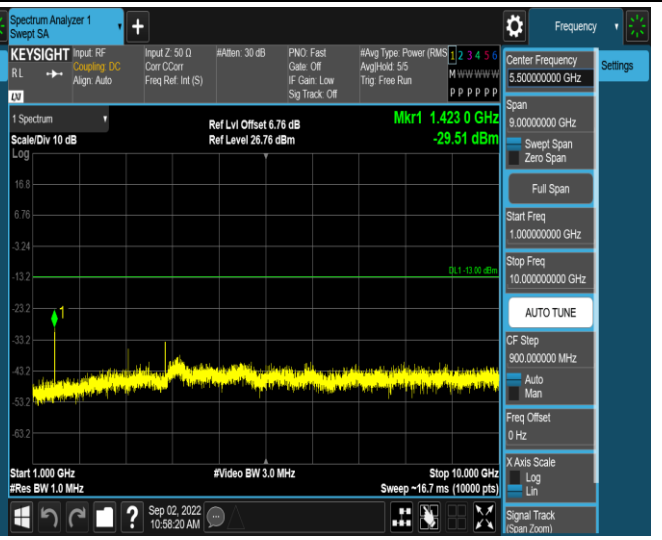 Spectrum Analyzer 1
Swept SA
+
Frequency
KEYSIGHT
RL
LXI
Input: RF
Coupling: DC
Align: Auto
Input Z: 50 Ω
Corr CCorr
Freq Ref: Int (S)
#Atten: 30 dB
PNO: Fast
Gate: Off
IF Gain: Low
Sig Track: Off
#Avg Type: Power (RMS
Avg|Hold: 5/5
Trig: Free Run
1 2 3 4 5 6
M W W W W W
P P P P P P
Center Frequency
5.500000000 GHz
Settings
Span
9.00000000 GHz
Swept Span
Zero Span
Full Span
Start Freq
1.000000000 GHz
Stop Freq
10.000000000 GHz
AUTO TUNE
CF Step
900.000000 MHz
Auto
Man
Freq Offset
0 Hz
X Axis Scale
Log
Lin
Signal Track
(Span Zoom)
1 Spectrum
Scale/Div 10 dB
Log
Ref Lvl Offset 6.76 dB
Ref Level 26.76 dBm
Mkr1 1.423 0 GHz
-29.51 dBm
16.8
6.76
-3.24
-13.2
-23.2
-33.2
-43.2
-53.2
-63.2
DL1 -13.00 dBm
1
Start 1.000 GHz
#Res BW 1.0 MHz
#Video BW 3.0 MHz
Stop 10.000 GHz
Sweep ~16.7 ms (10000 pts)
?
Sep 02, 2022
10:58:20 AM